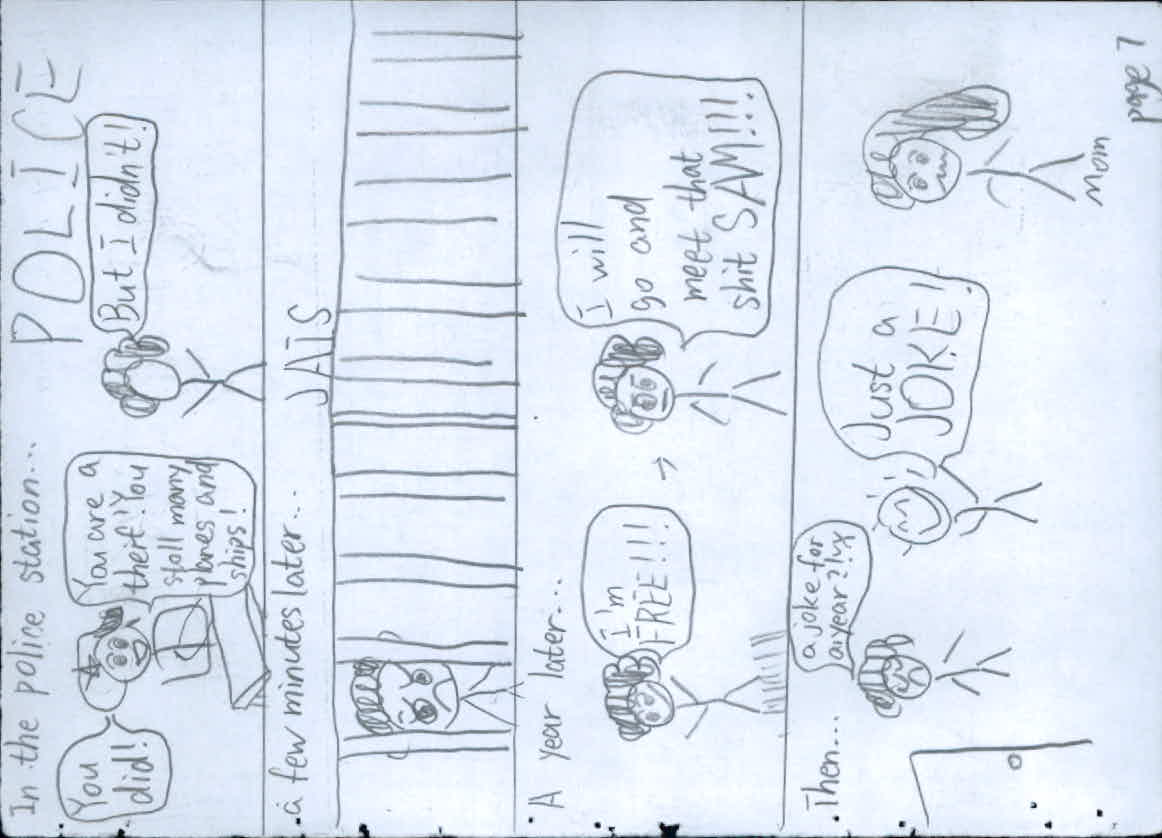 In the police station...
POLICE
You
did!
You are a
theif! You
stoll many
planes and
ships!
But I didn't!
a few minutes later...
JAIS
A year later...
I'm
FREE!!!
I will
go and
meet that
shit SAM!!!
Then...
a joke for
a year?!
Just a
JOKE!
Mom
page 7